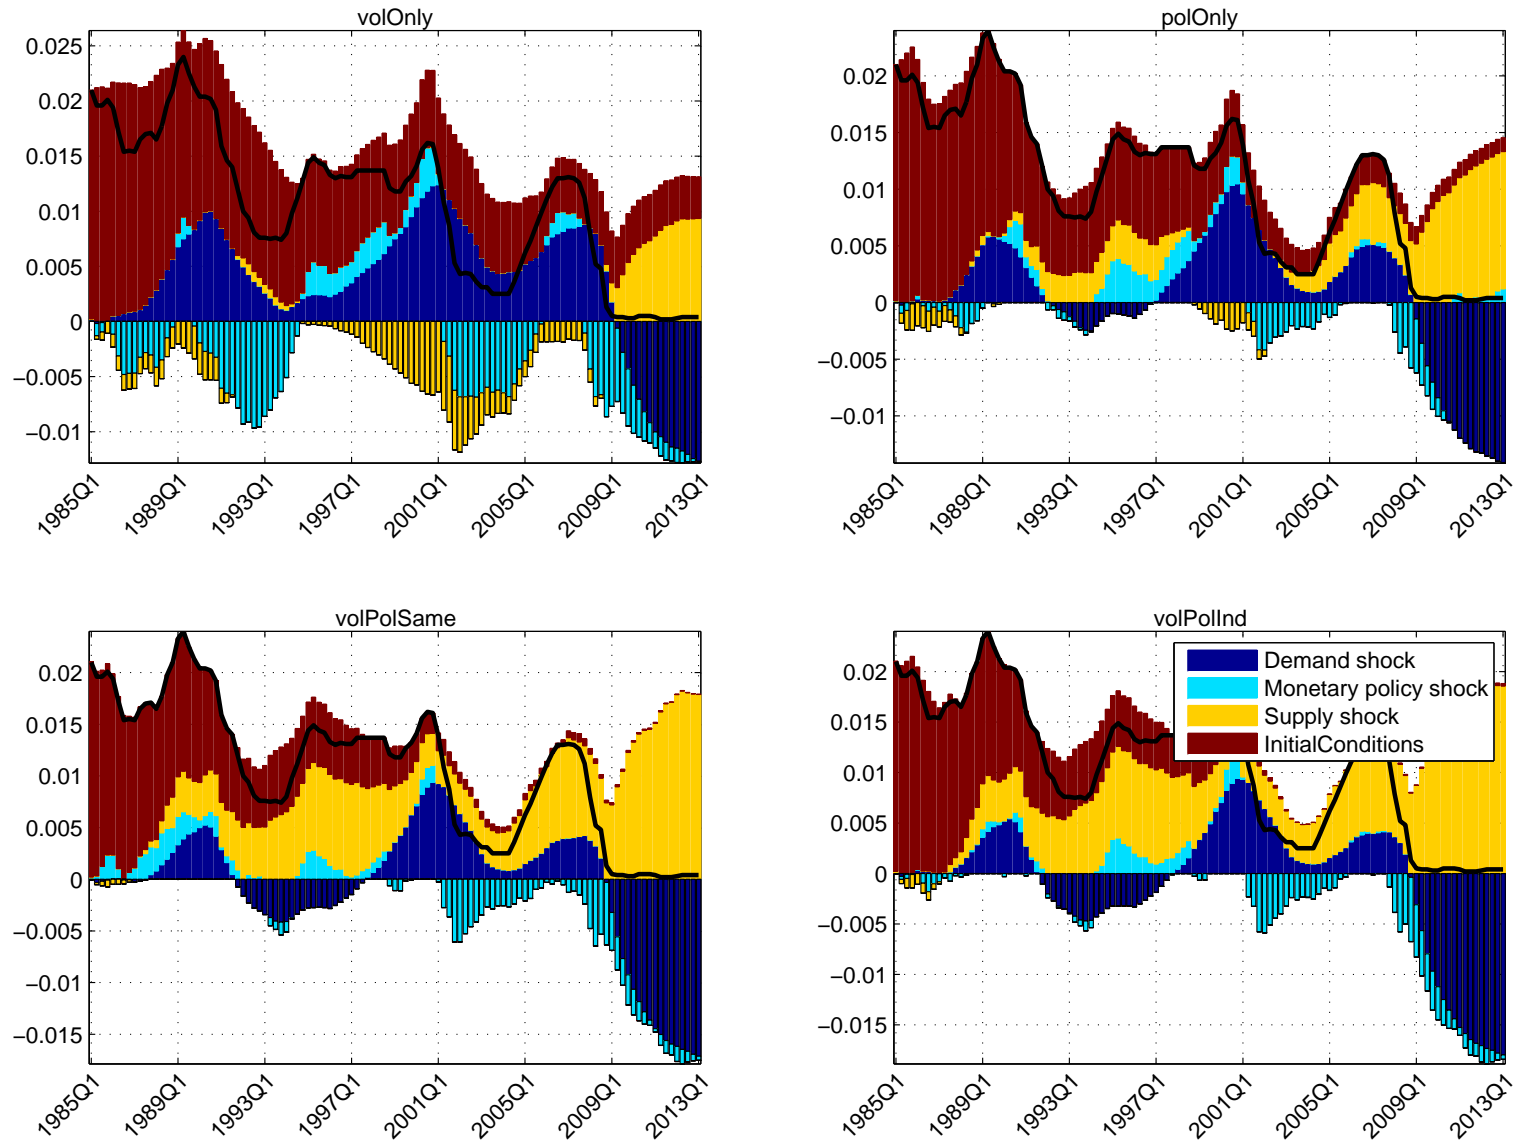 volOnly
0.025
0.02
0.015
0.01
0.005
0
−0.005
−0.01
1985Q1
1989Q1
1993Q1
1997Q1
2001Q1
2005Q1
2009Q1
2013Q1
polOnly
0.02
0.015
0.01
0.005
0
−0.005
−0.01
1985Q1
1989Q1
1993Q1
1997Q1
2001Q1
2005Q1
2009Q1
2013Q1
volPolSame
0.02
0.015
0.01
0.005
0
−0.005
−0.01
−0.015
1985Q1
1989Q1
1993Q1
1997Q1
2001Q1
2005Q1
2009Q1
2013Q1
volPolInd
0.02
0.015
0.01
0.005
0
−0.005
−0.01
−0.015
1985Q1
1989Q1
1993Q1
1997Q1
2001Q1
2005Q1
2009Q1
2013Q1
Demand shock
Monetary policy shock
Supply shock
InitialConditions